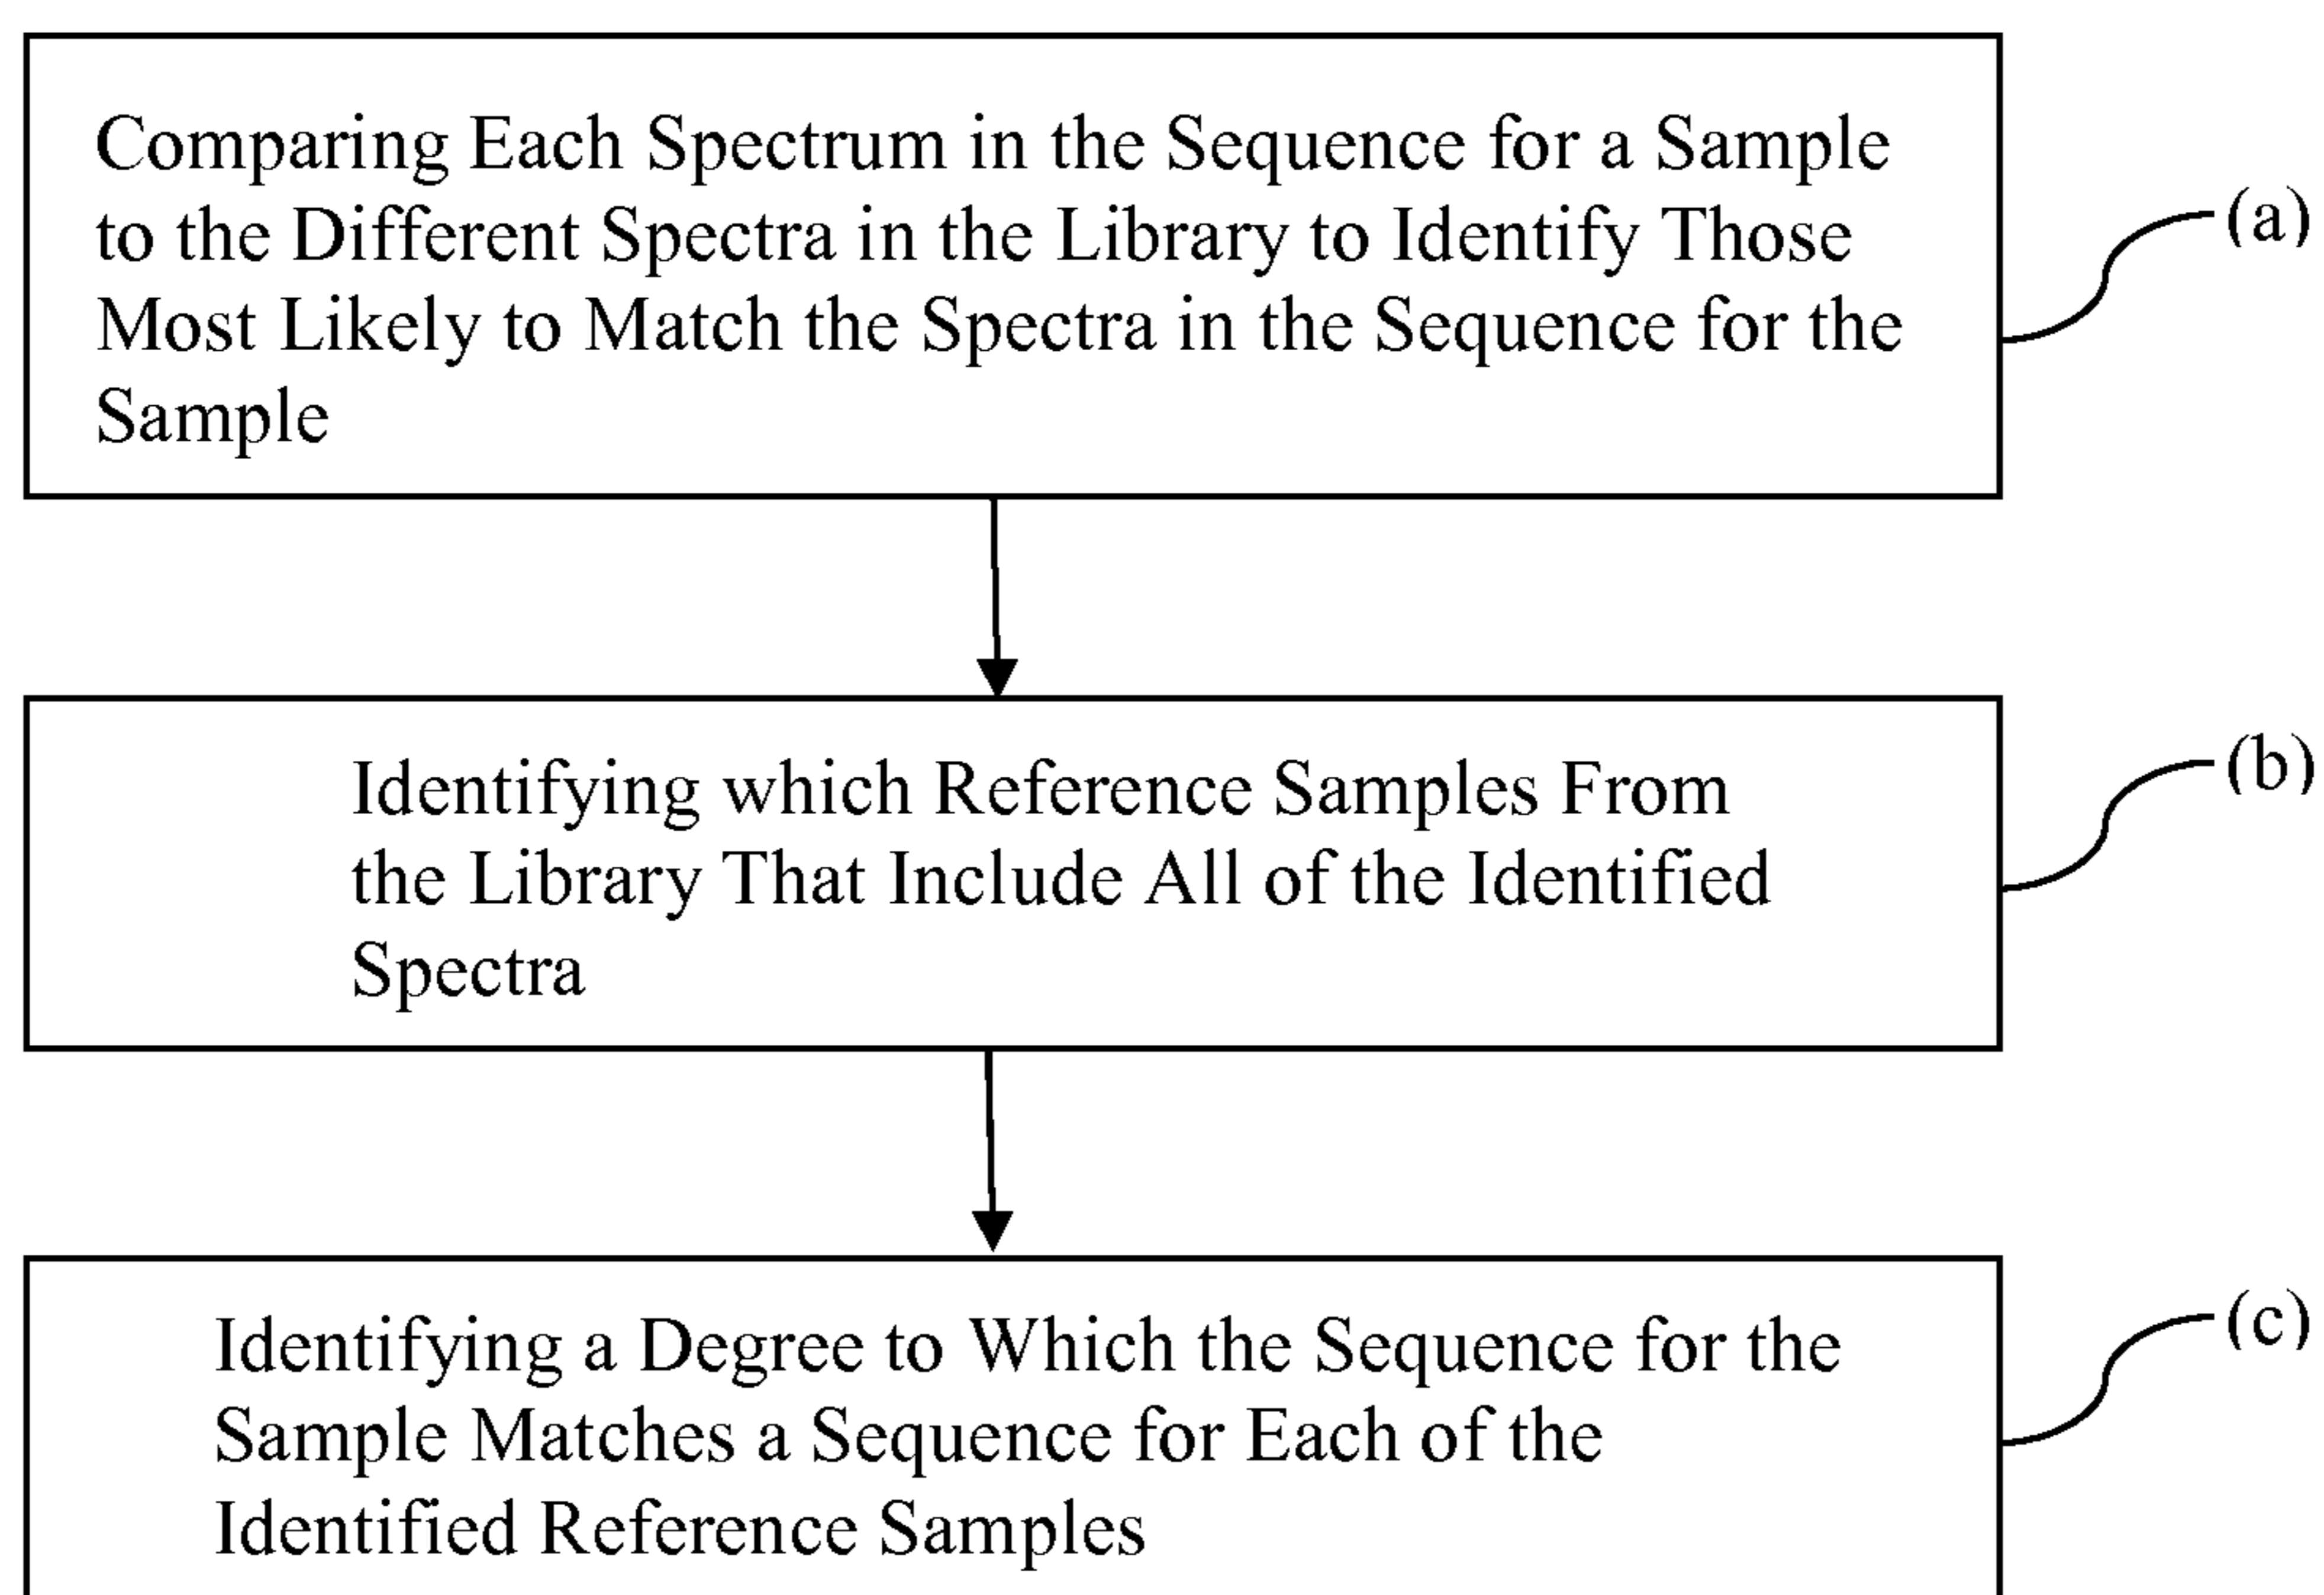 Comparing Each Spectrum in the Sequence for a Sample
to the Different Spectra in the Library to Identify Those
Most Likely to Match the Spectra in the Sequence for the
Sample
(a)
Identifying which Reference Samples From
the Library That Include All of the Identified
Spectra
(b)
Identifying a Degree to Which the Sequence for the
Sample Matches a Sequence for Each of the
Identified Reference Samples
(c)